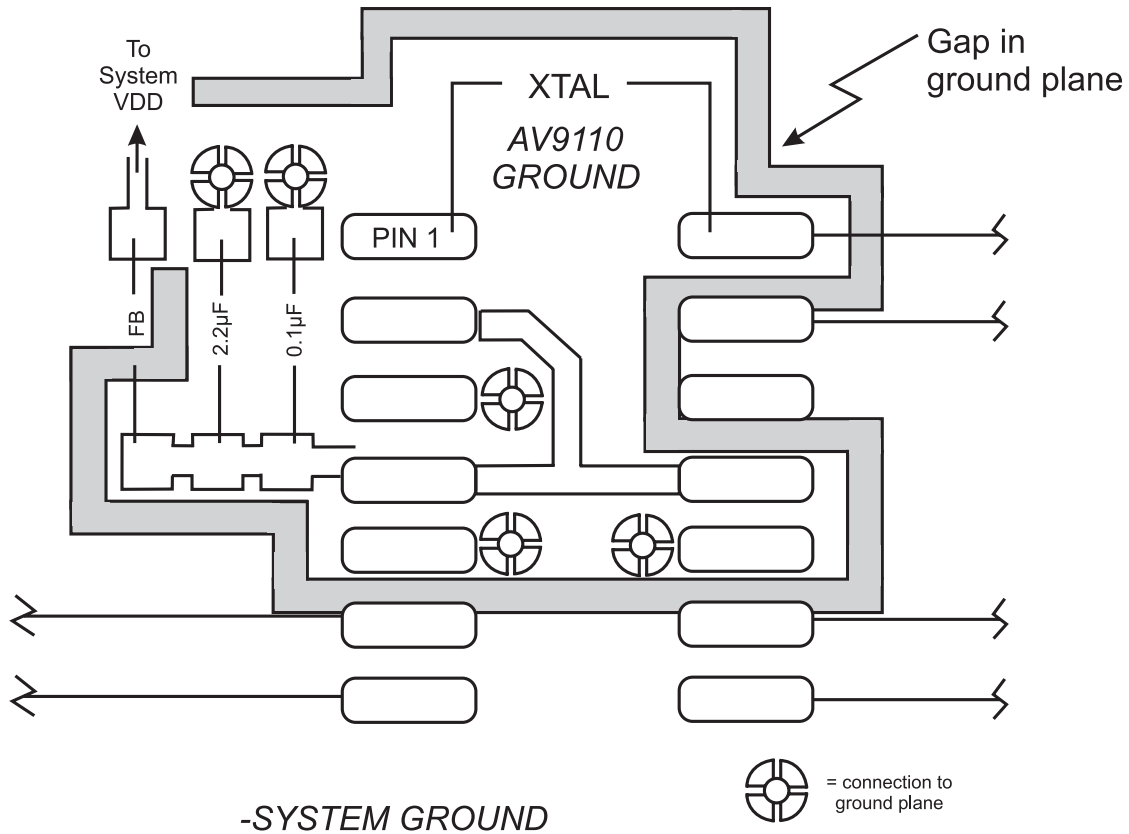 Gap in
ground plane
To
System
VDD
XTAL
AV9110
GROUND
PIN 1
FB
2.2µF
0.1µF
= connection to
ground plane
-SYSTEM GROUND